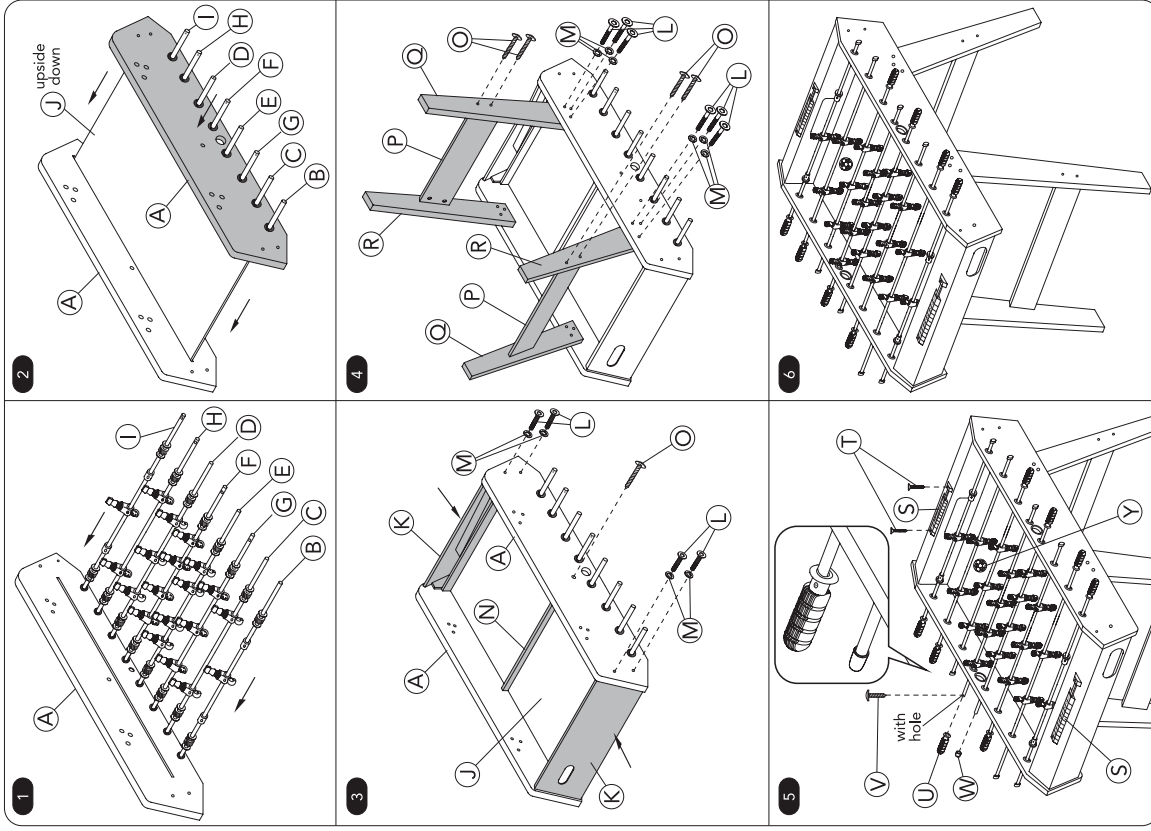 1
A
I
H
D
F
E
G
C
B
2
A
J
upside
down
A
I
H
D
F
E
G
C
B
3
A
K
M
L
N
A
O
J
K
M
L
4
R
P
Q
O
Q
P
R
M
L
O
M
L
5
V
with
hole
U
W
S
T
S
Y
6